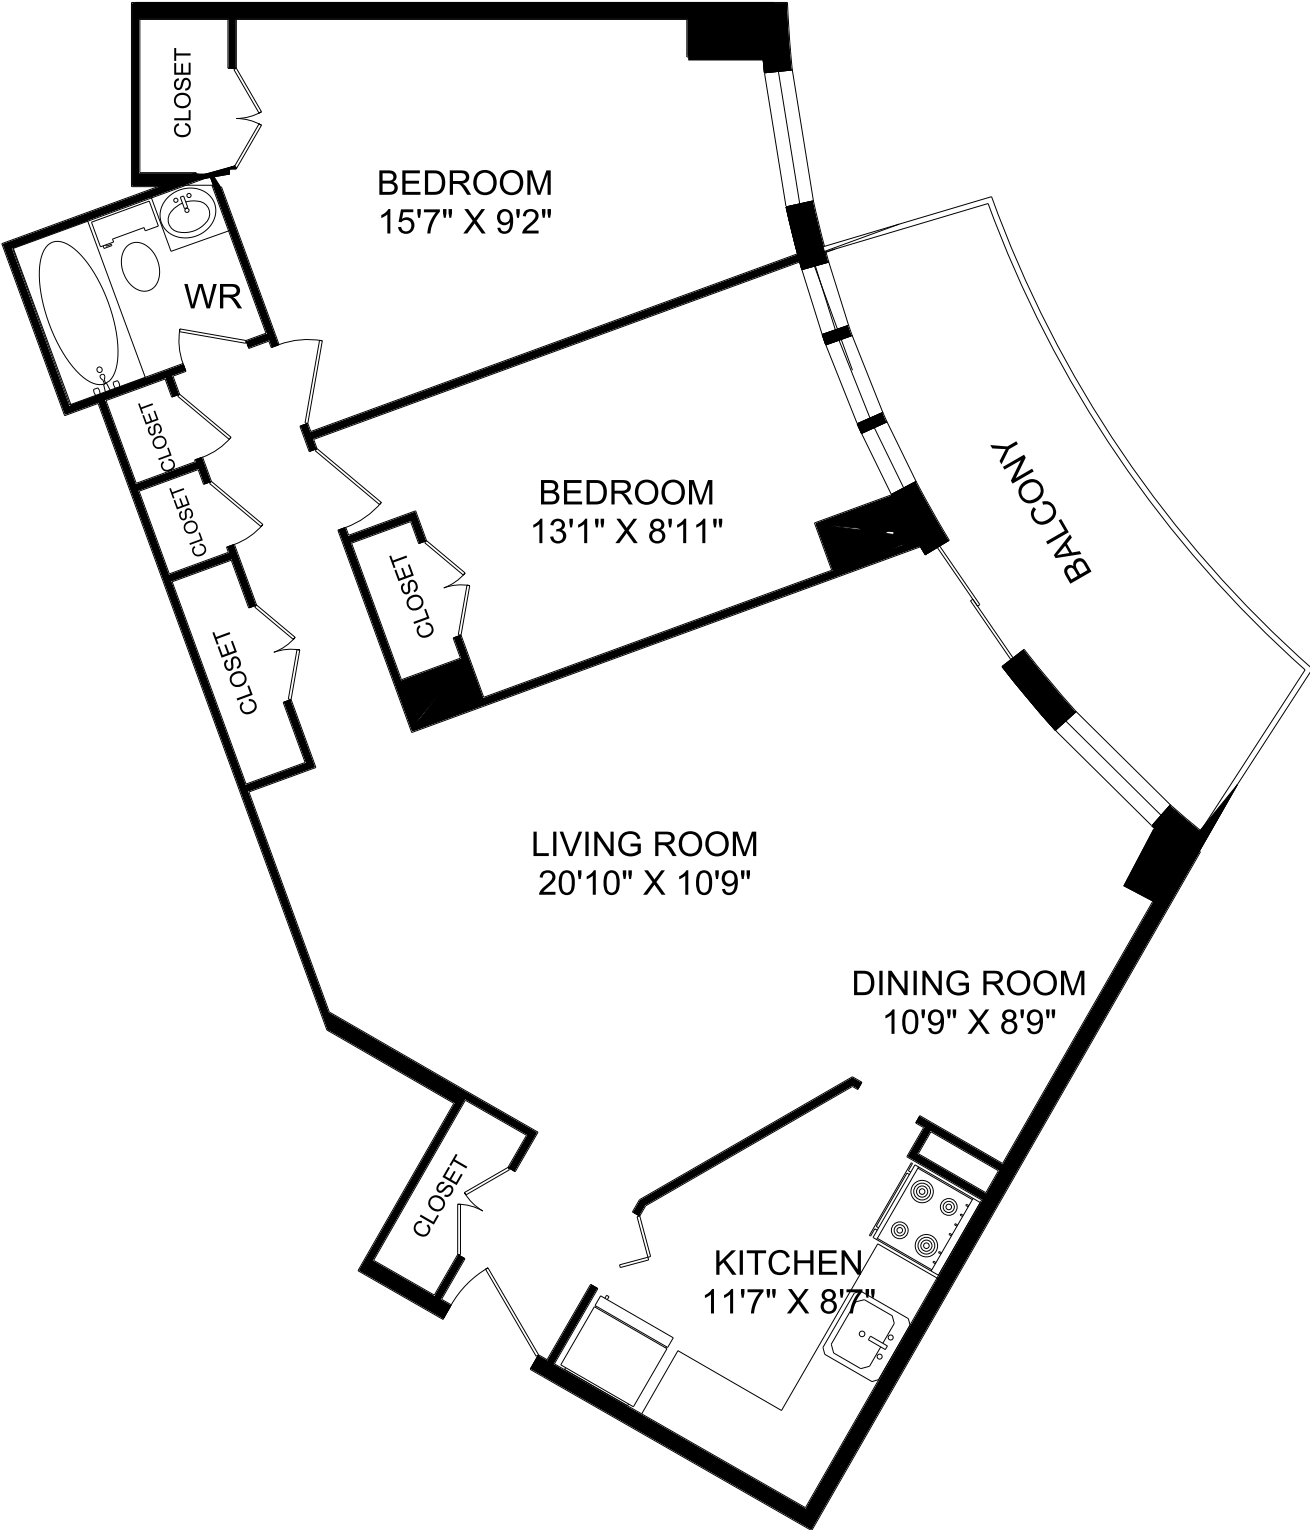 CLOSET
BEDROOM
15'7" X 9'2"
WR
CLOSET
CLOSET
BEDROOM
13'1" X 8'11"
BALCONY
CLOSET
CLOSET
LIVING ROOM
20'10" X 10'9"
DINING ROOM
10'9" X 8'9"
CLOSET
KITCHEN
11'7" X 8'7"